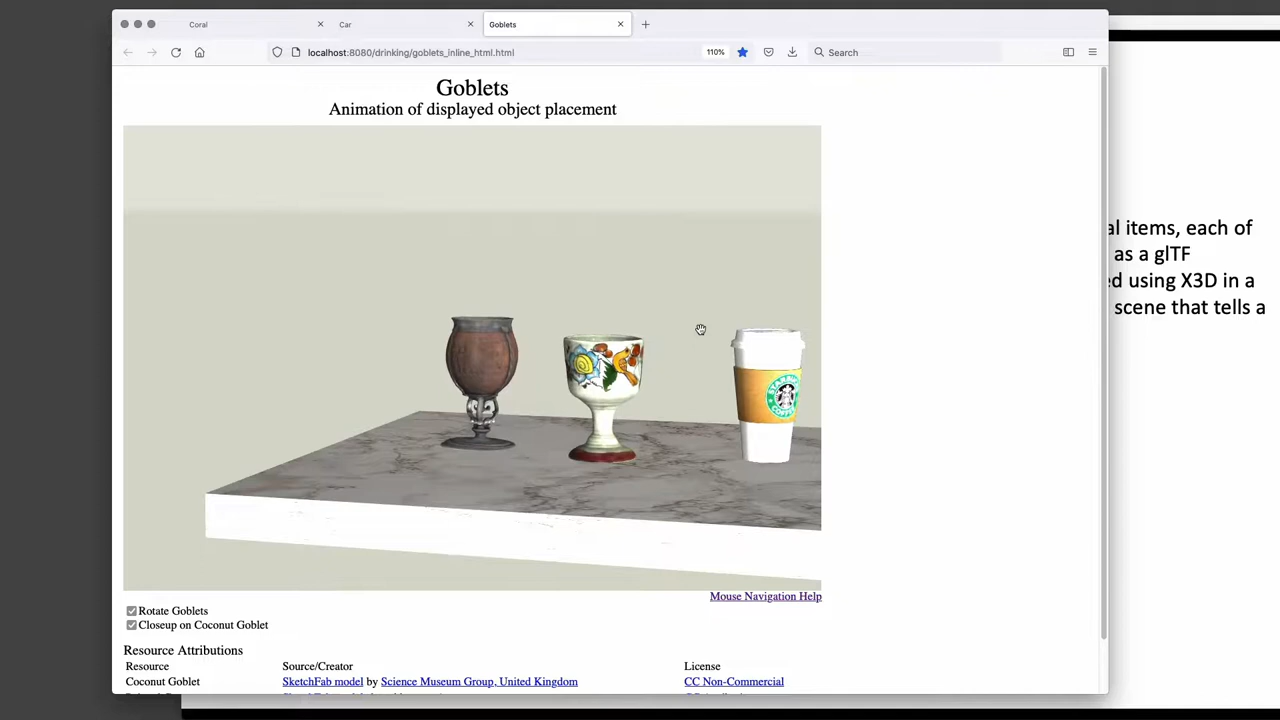 Coral
Car
Goblets
localhost:8080/drinking/goblets_inline_html.html
110%
Search
Goblets
Animation of displayed object placement
al items, each of
as a glTF
ed using X3D in a
scene that tells a
STARBUCKS
COFFEE
Mouse Navigation Help
Rotate Goblets
Closeup on Coconut Goblet
Resource Attributions
Resource Source/Creator License
Coconut Goblet SketchFab model by Science Museum Group, United Kingdom CC Non-Commercial